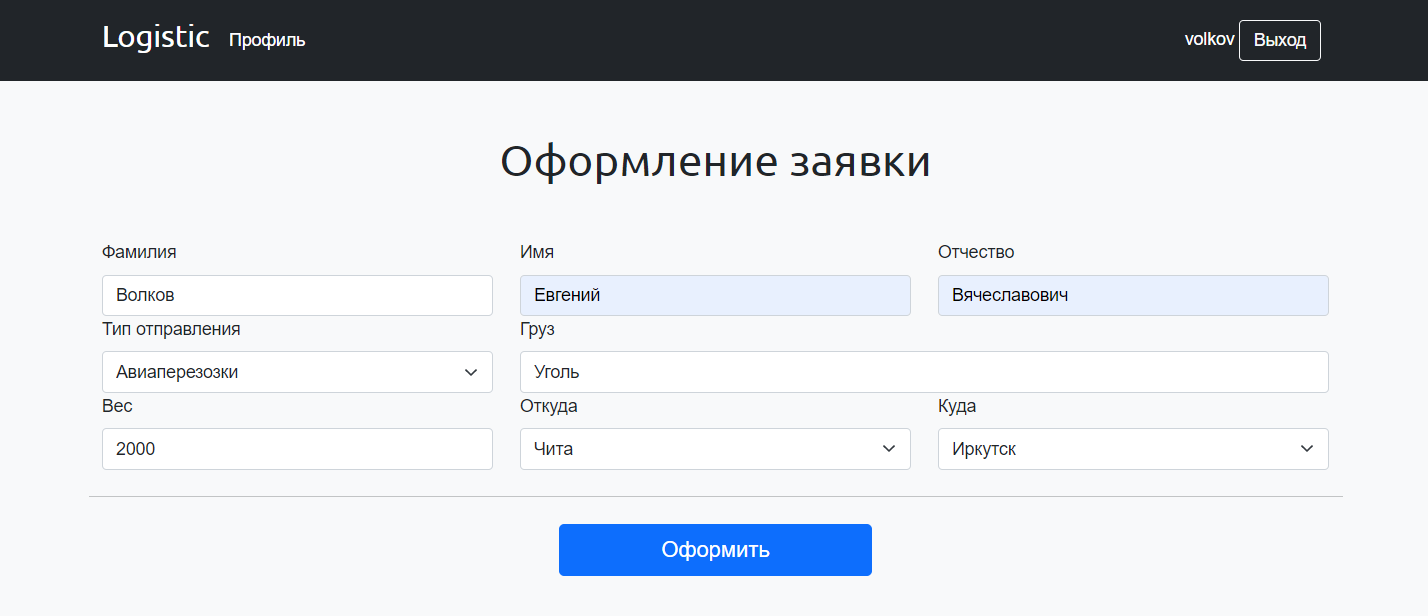 Logistic Профиль volkov Выход
Оформление заявки
Фамилия Имя Отчество
Волков Евгений Вячеславович
Тип отправления Груз
Авиаперезозки Уголь
Вес Откуда Куда
2000 Чита Иркутск
Оформить